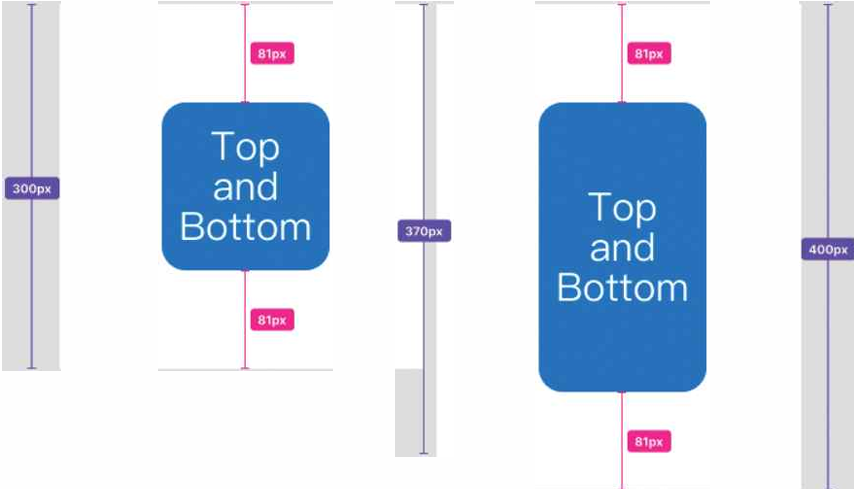 300px
81px
Top
and
Bottom
81px
370px
81px
Top
and
Bottom
81px
400px